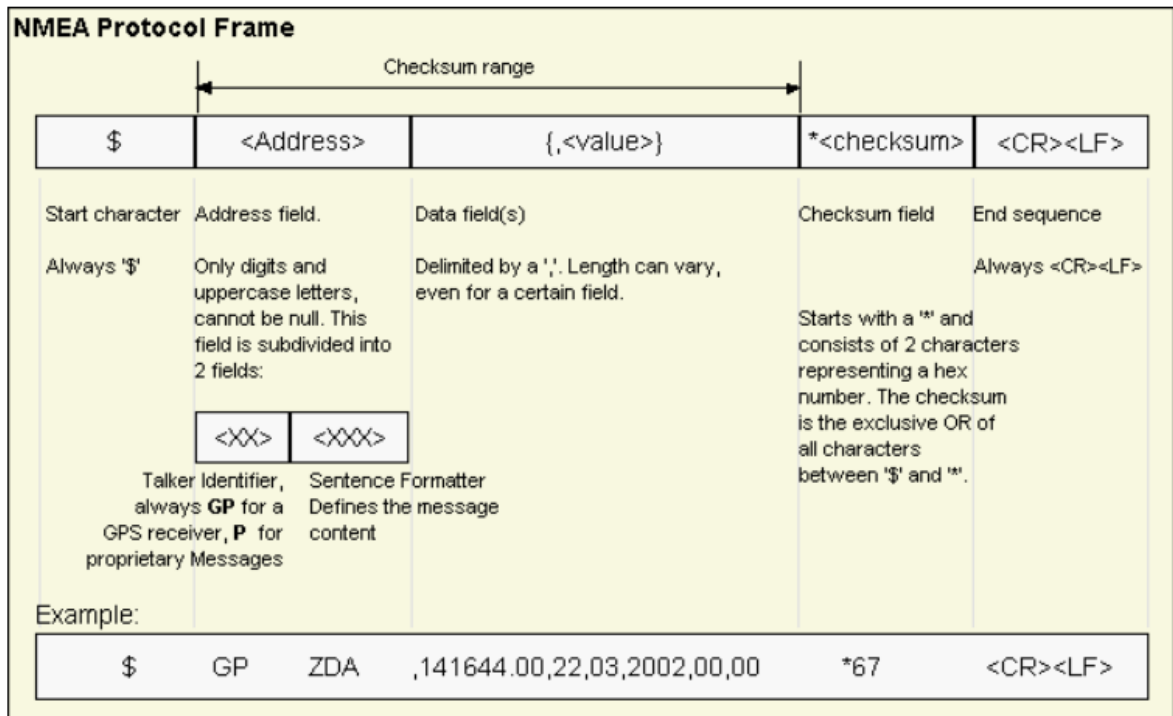 NMEA Protocol Frame
Checksum range
$ <Address> {,<value>} *<checksum> <CR><LF>
Start character
Always '$'
Address field.
Only digits and
uppercase letters,
cannot be null. This
field is subdivided into
2 fields:
<XX> <XXX>
Talker Identifier,
always GP for a
GPS receiver, P for
proprietary Messages
Sentence Formatter
Defines the message
content
Data field(s)
Delimited by a ','. Length can vary,
even for a certain field.
Checksum field
Starts with a '*' and
consists of 2 characters
representing a hex
number. The checksum
is the exclusive OR of
all characters
between '$' and '*'.
End sequence
Always <CR><LF>
Example:
$ GP ZDA ,141644.00,22,03,2002,00,00 *67 <CR><LF>